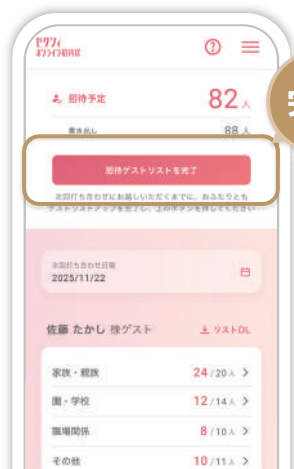 ゼクシィ
オンライン招待状
招待予定
82人
書き出し
88人
招待ゲストリストを完了
次回打ち合わせにお越しいただくまでに、おふたりとも
ゲストリストアップを完了し、上のボタンを押してください
次回打ち合わせ日程
2025/11/22
佐藤 たかし 様ゲスト
リストDL
家族・親族
24/20人
園・学校
12/14人
職場関係
8/10人
その他
10/11人